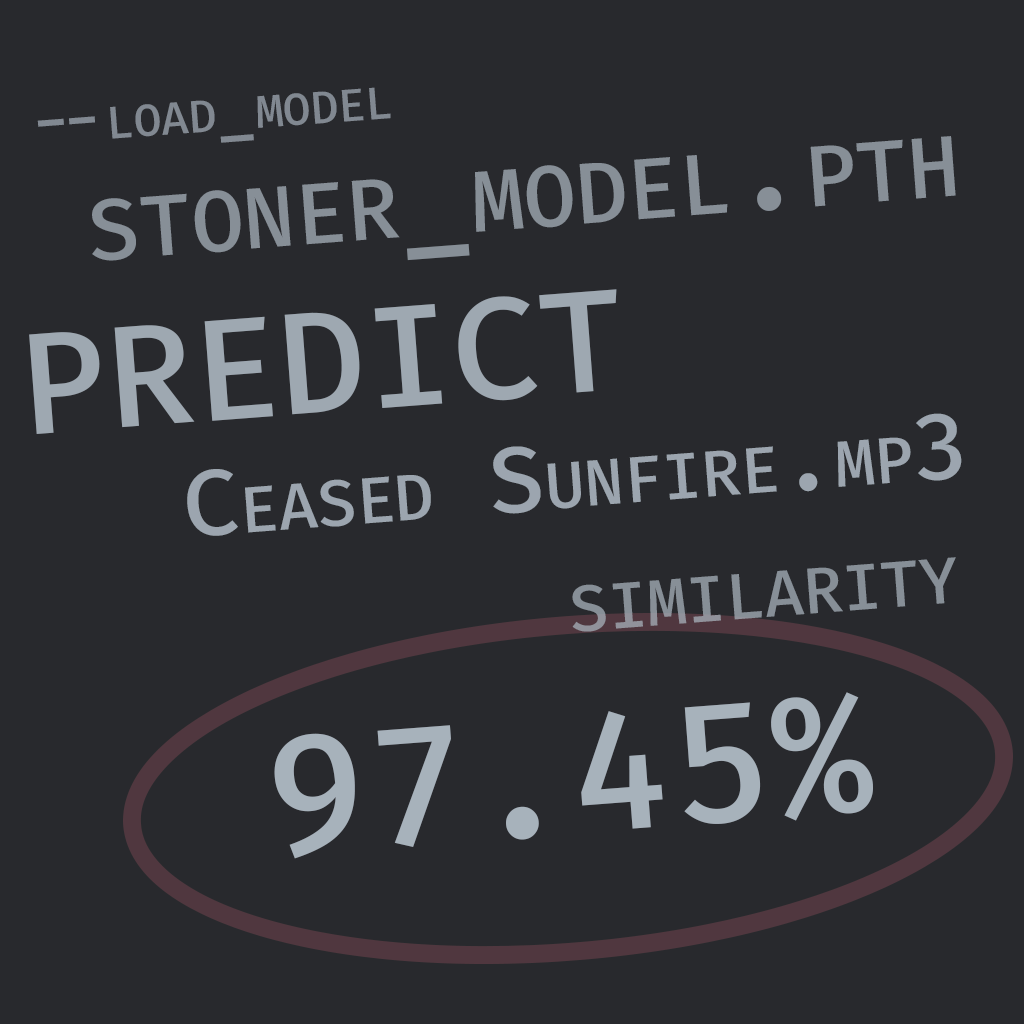 --LOAD_MODEL
STONER_MODEL.PTH
PREDICT
CEASED SUNFIRE.MP3
SIMILARITY
97.45%